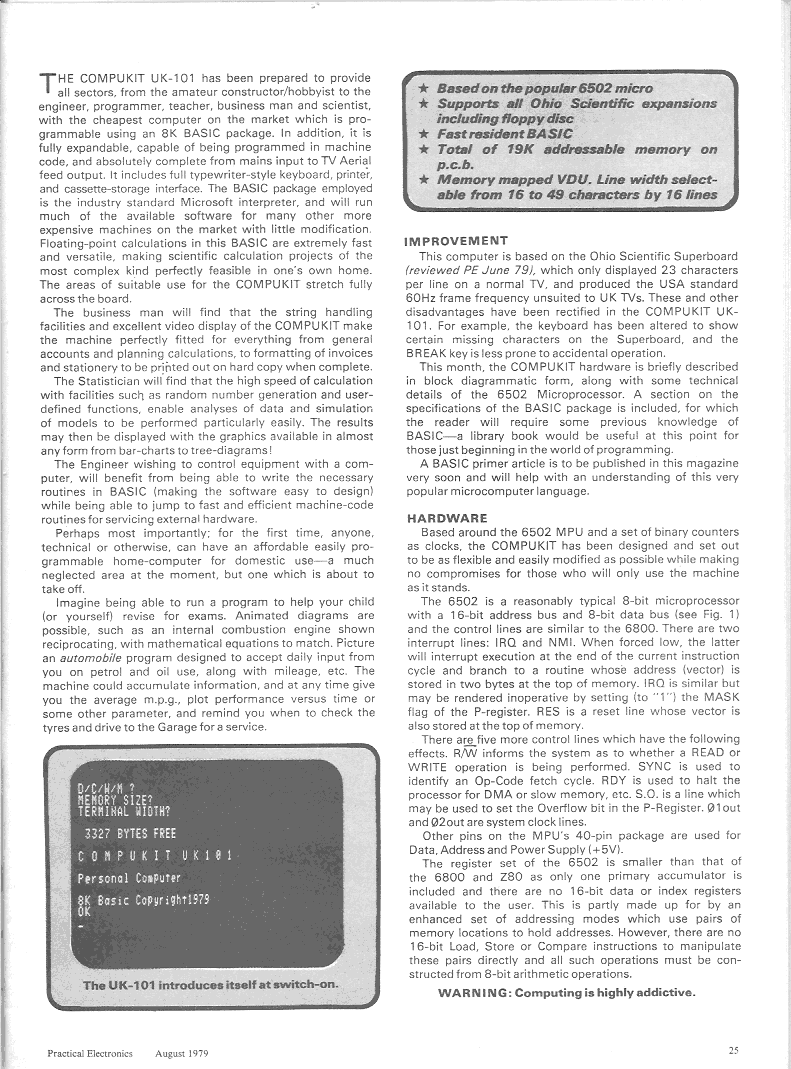 THE COMPUKIT UK-101 has been prepared to provide
all sectors, from the amateur constructor/hobbyist to the
engineer, programmer, teacher, business man and scientist,
with the cheapest computer on the market which is pro-
grammable using an 8K BASIC package. In addition, it is
fully expandable, capable of being programmed in machine
code, and absolutely complete from mains input to TV Aerial
feed output. It includes full typewriter-style keyboard, printer,
and cassette-storage interface. The BASIC package employed
is the industry standard Microsoft interpreter, and will run
much of the available software for many other more
expensive machines on the market with little modification.
Floating-point calculations in this BASIC are extremely fast
and versatile, making scientific calculation projects of the
most complex kind perfectly feasible in one's own home.
The areas of suitable use for the COMPUKIT stretch fully
across the board.
The business man will find that the string handling
facilities and excellent video display of the COMPUKIT make
the machine perfectly fitted for everything from general
accounts and planning calculations, to formatting of invoices
and stationery to be printed out on hard copy when complete.
The Statistician will find that the high speed of calculation
with facilities such as random number generation and user-
defined functions, enable analyses of data and simulation
of models to be performed particularly easily. The results
may then be displayed with the graphics available in almost
any form from bar-charts to tree-diagrams!
The Engineer wishing to control equipment with a com-
puter, will benefit from being able to write the necessary
routines in BASIC (making the software easy to design)
while being able to jump to fast and efficient machine-code
routines for servicing external hardware.
Perhaps most importantly; for the first time, anyone,
technical or otherwise, can have an affordable easily pro-
grammable home-computer for domestic use—a much
neglected area at the moment, but one which is about to
take off.
Imagine being able to run a program to help your child
(or yourself) revise for exams. Animated diagrams are
possible, such as an internal combustion engine shown
reciprocating, with mathematical equations to match. Picture
an automobile program designed to accept daily input from
you on petrol and oil use, along with mileage, etc. The
machine could accumulate information, and at any time give
you the average m.p.g., plot performance versus time or
some other parameter, and remind you when to check the
tyres and drive to the Garage for a service.
D/C/W/M ?
MEMORY SIZE?
TERMINAL WIDTH?
3327 BYTES FREE
C O M P U K I T U K 1 0 1
Personal Computer
8K Basic Copyright1979
OK
-
The UK-101 introduces itself at switch-on.
★ Based on the popular 6502 micro
★ Supports all Ohio Scientific expansions
including floppy disc
★ Fast resident BASIC
★ Total of 19K addressable memory on
p.c.b.
★ Memory mapped VDU. Line width select-
able from 16 to 49 characters by 16 lines
IMPROVEMENT
This computer is based on the Ohio Scientific Superboard
(reviewed PE June 79), which only displayed 23 characters
per line on a normal TV, and produced the USA standard
60Hz frame frequency unsuited to UK TVs. These and other
disadvantages have been rectified in the COMPUKIT UK-
101. For example, the keyboard has been altered to show
certain missing characters on the Superboard, and the
BREAK key is less prone to accidental operation.
This month, the COMPUKIT hardware is briefly described
in block diagrammatic form, along with some technical
details of the 6502 Microprocessor. A section on the
specifications of the BASIC package is included, for which
the reader will require some previous knowledge of
BASIC—a library book would be useful at this point for
those just beginning in the world of programming.
A BASIC primer article is to be published in this magazine
very soon and will help with an understanding of this very
popular microcomputer language.
HARDWARE
Based around the 6502 MPU and a set of binary counters
as clocks, the COMPUKIT has been designed and set out
to be as flexible and easily modified as possible while making
no compromises for those who will only use the machine
as it stands.
The 6502 is a reasonably typical 8-bit microprocessor
with a 16-bit address bus and 8-bit data bus (see Fig. 1)
and the control lines are similar to the 6800. There are two
interrupt lines: IRQ and NMI. When forced low, the latter
will interrupt execution at the end of the current instruction
cycle and branch to a routine whose address (vector) is
stored in two bytes at the top of memory. IRQ is similar but
may be rendered inoperative by setting (to "1") the MASK
flag of the P-register. RES is a reset line whose vector is
also stored at the top of memory.
There are five more control lines which have the following
effects. R/W̅ informs the system as to whether a READ or
WRITE operation is being performed. SYNC is used to
identify an Op-Code fetch cycle. RDY is used to halt the
processor for DMA or slow memory, etc. S.O. is a line which
may be used to set the Overflow bit in the P-Register. Ø1out
and Ø2out are system clock lines.
Other pins on the MPU's 40-pin package are used for
Data, Address and Power Supply (+5V).
The register set of the 6502 is smaller than that of
the 6800 and Z80 as only one primary accumulator is
included and there are no 16-bit data or index registers
available to the user. This is partly made up for by an
enhanced set of addressing modes which use pairs of
memory locations to hold addresses. However, there are no
16-bit Load, Store or Compare instructions to manipulate
these pairs directly and all such operations must be con-
structed from 8-bit arithmetic operations.
WARNING: Computing is highly addictive.
Practical Electronics August 1979
25